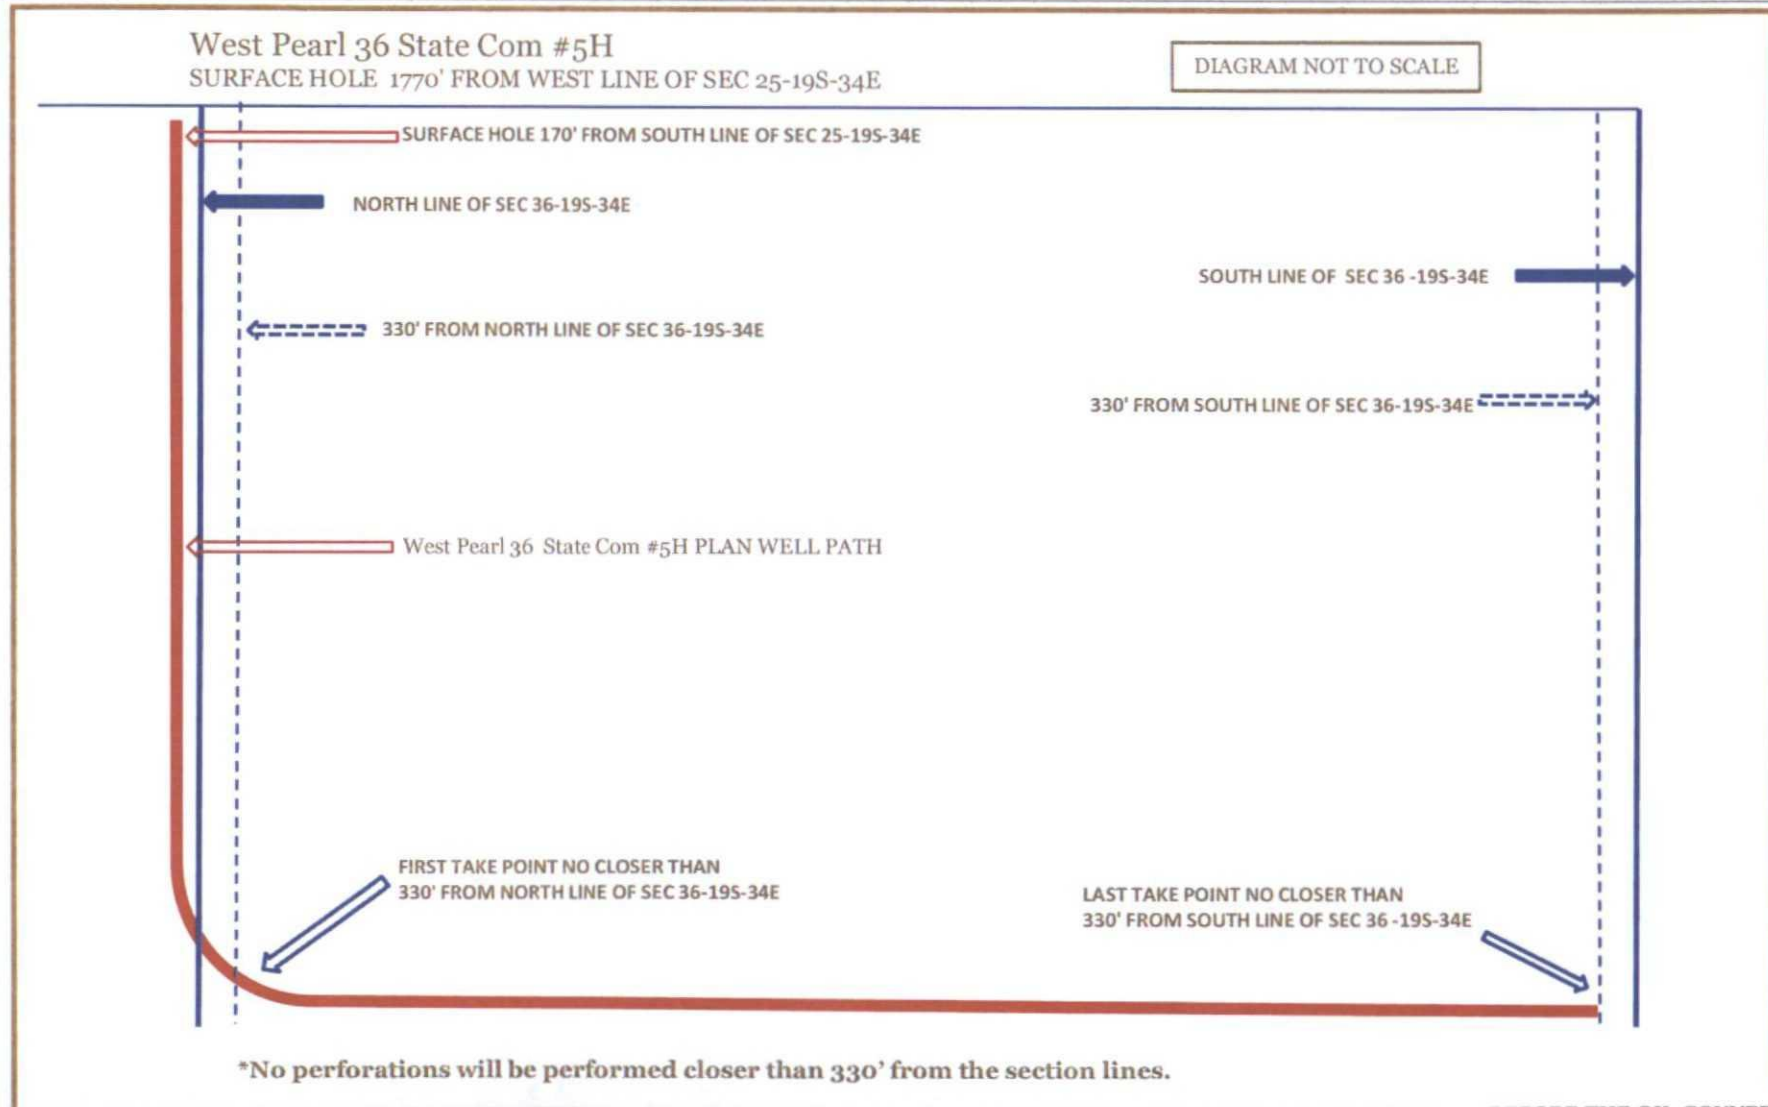 West Pearl 36 State Com #5H
SURFACE HOLE 1770' FROM WEST LINE OF SEC 25-19S-34E
DIAGRAM NOT TO SCALE
SURFACE HOLE 170' FROM SOUTH LINE OF SEC 25-19S-34E
NORTH LINE OF SEC 36-19S-34E
SOUTH LINE OF SEC 36 -19S-34E
330' FROM NORTH LINE OF SEC 36-19S-34E
330' FROM SOUTH LINE OF SEC 36-19S-34E
West Pearl 36 State Com #5H PLAN WELL PATH
FIRST TAKE POINT NO CLOSER THAN
330' FROM NORTH LINE OF SEC 36-19S-34E
LAST TAKE POINT NO CLOSER THAN
330' FROM SOUTH LINE OF SEC 36 -19S-34E
*No perforations will be performed closer than 330' from the section lines.